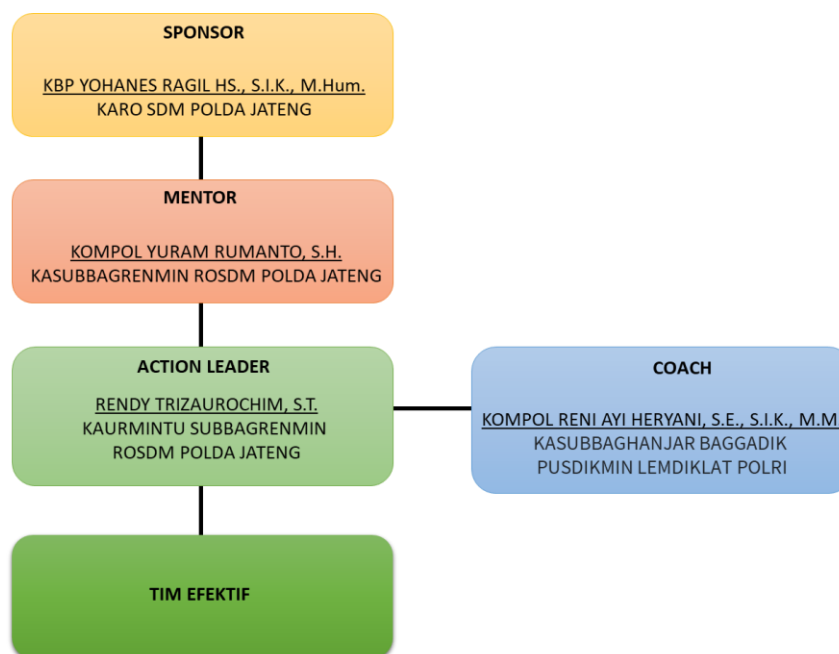 SPONSOR
KBP YOHANES RAGIL HS., S.I.K., M.Hum.
KARO SDM POLDA JATENG
MENTOR
KOMPOL YURAM RUMANTO, S.H.
KASUBBAGRENMIN ROSDM POLDA JATENG
ACTION LEADER
RENDY TRIZAUROCHIM, S.T.
KAURMINTU SUBBAGRENMIN
ROSDM POLDA JATENG
COACH
KOMPOL RENI AYI HERYANI, S.E., S.I.K., M.M
KASUBBAGHANJAR BAGGADIK
PUSDIKMIN LEMDIKLAT POLRI
TIM EFEKTIF